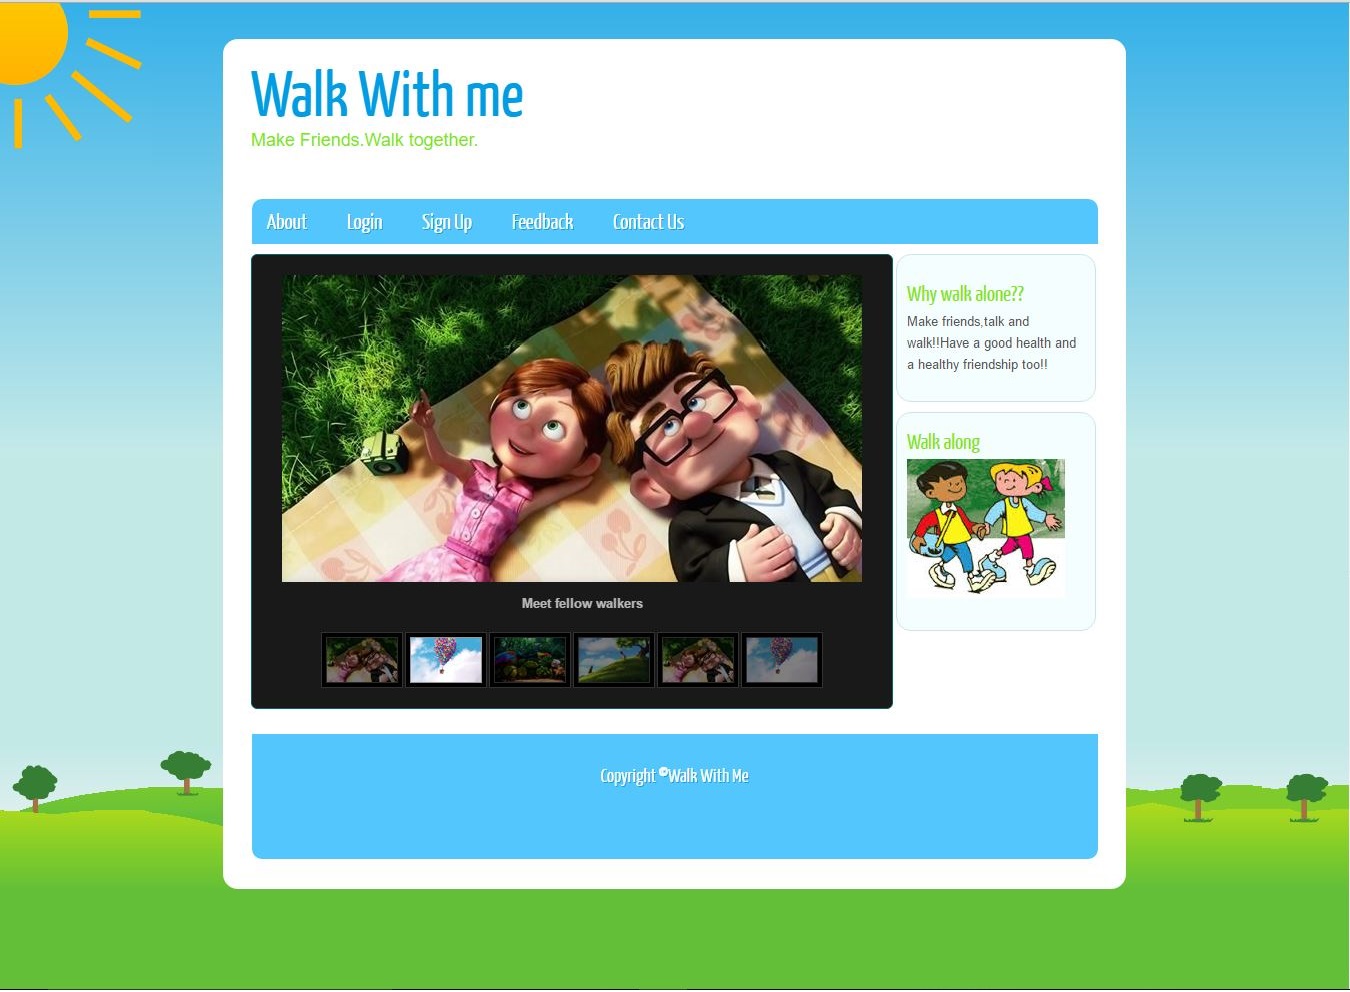 Walk With me
Make Friends.Walk together.
About Login Sign Up Feedback Contact Us
Why walk alone??
Make friends,talk and
walk!!Have a good health and
a healthy friendship too!!
Walk along
Meet fellow walkers
Copyright ©Walk With Me